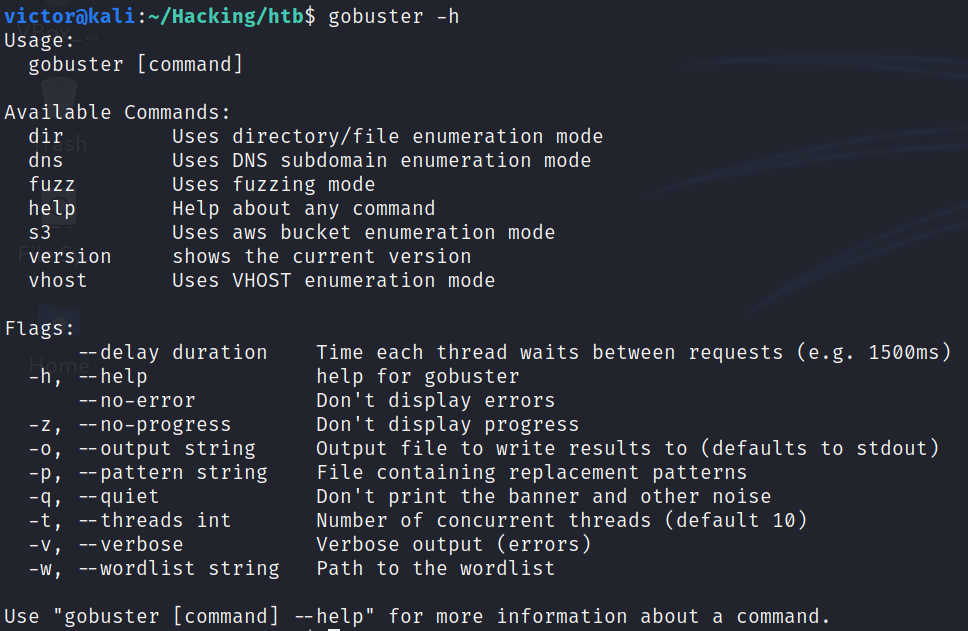 victor@kali:~/Hacking/htb$ gobuster -h
Usage:
  gobuster [command]

Available Commands:
  dir         Uses directory/file enumeration mode
  dns         Uses DNS subdomain enumeration mode
  fuzz        Uses fuzzing mode
  help        Help about any command
  s3          Uses aws bucket enumeration mode
  version     shows the current version
  vhost       Uses VHOST enumeration mode

Flags:
      --delay duration    Time each thread waits between requests (e.g. 1500ms)
  -h, --help              help for gobuster
      --no-error          Don't display errors
  -z, --no-progress       Don't display progress
  -o, --output string     Output file to write results to (defaults to stdout)
  -p, --pattern string    File containing replacement patterns
  -q, --quiet             Don't print the banner and other noise
  -t, --threads int       Number of concurrent threads (default 10)
  -v, --verbose           Verbose output (errors)
  -w, --wordlist string   Path to the wordlist

Use "gobuster [command] --help" for more information about a command.
Home